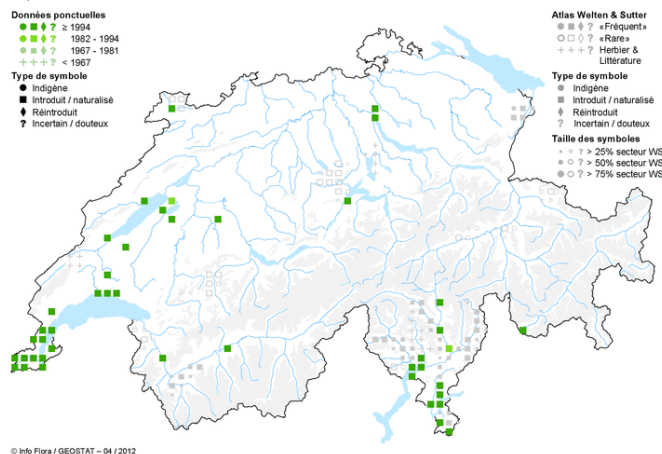 Données ponctuelles
? ≥ 1994
? 1982 - 1994
? 1967 - 1981
+++? < 1967
Type de symbole
Indigène
Introduit / naturalisé
Réintroduit
? Incertain / douteux
Atlas Welten & Sutter
? «Fréquent»
? «Rare»
+++? Herbier &
Littérature
Type de symbole
Indigène
Introduit / naturalisé
Réintroduit
? Incertain / douteux
Taille des symboles
? > 25% secteur WS
? > 50% secteur WS
? > 75% secteur WS
© Info Flora / GEOSTAT – 04 / 2012